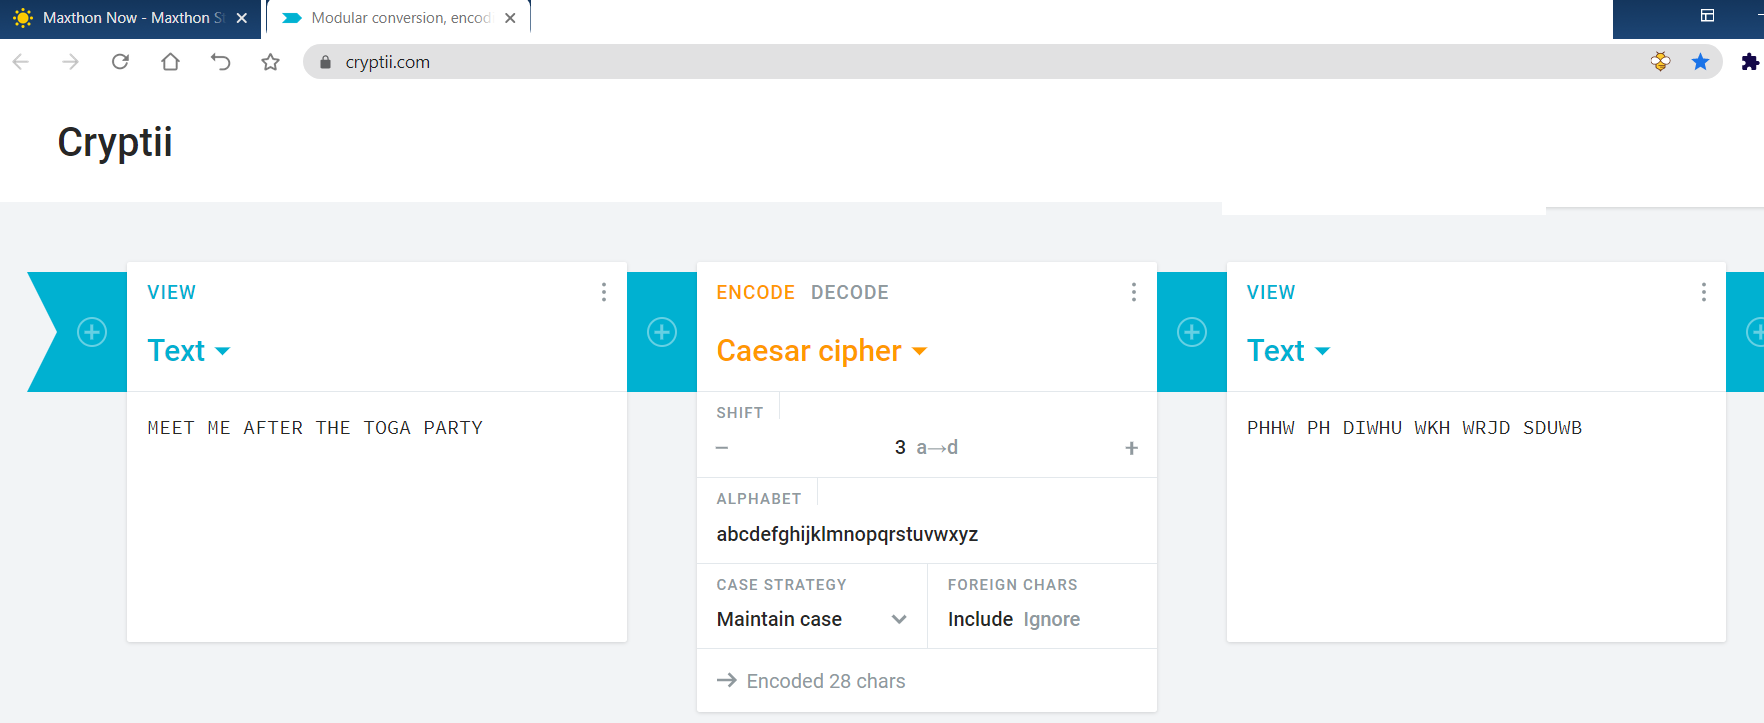 Maxthon Now - Maxthon S
Modular conversion, encod
cryptii.com
Cryptii
VIEW
Text
MEET ME AFTER THE TOGA PARTY
ENCODE DECODE
Caesar cipher
SHIFT
− 3 a→d +
ALPHABET
abcdefghijklmnopqrstuvwxyz
CASE STRATEGY
Maintain case
FOREIGN CHARS
Include Ignore
→ Encoded 28 chars
VIEW
Text
PHHW PH DIWHU WKH WRJD SDUWB